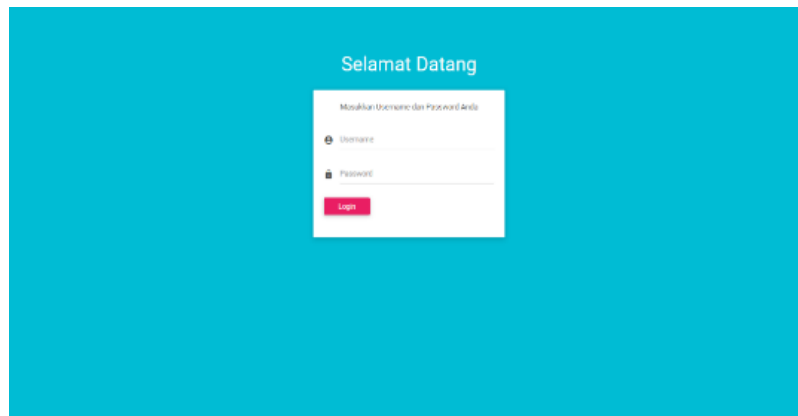 Selamat Datang
Masukkan Username dan Password Anda
Username
Password
Login